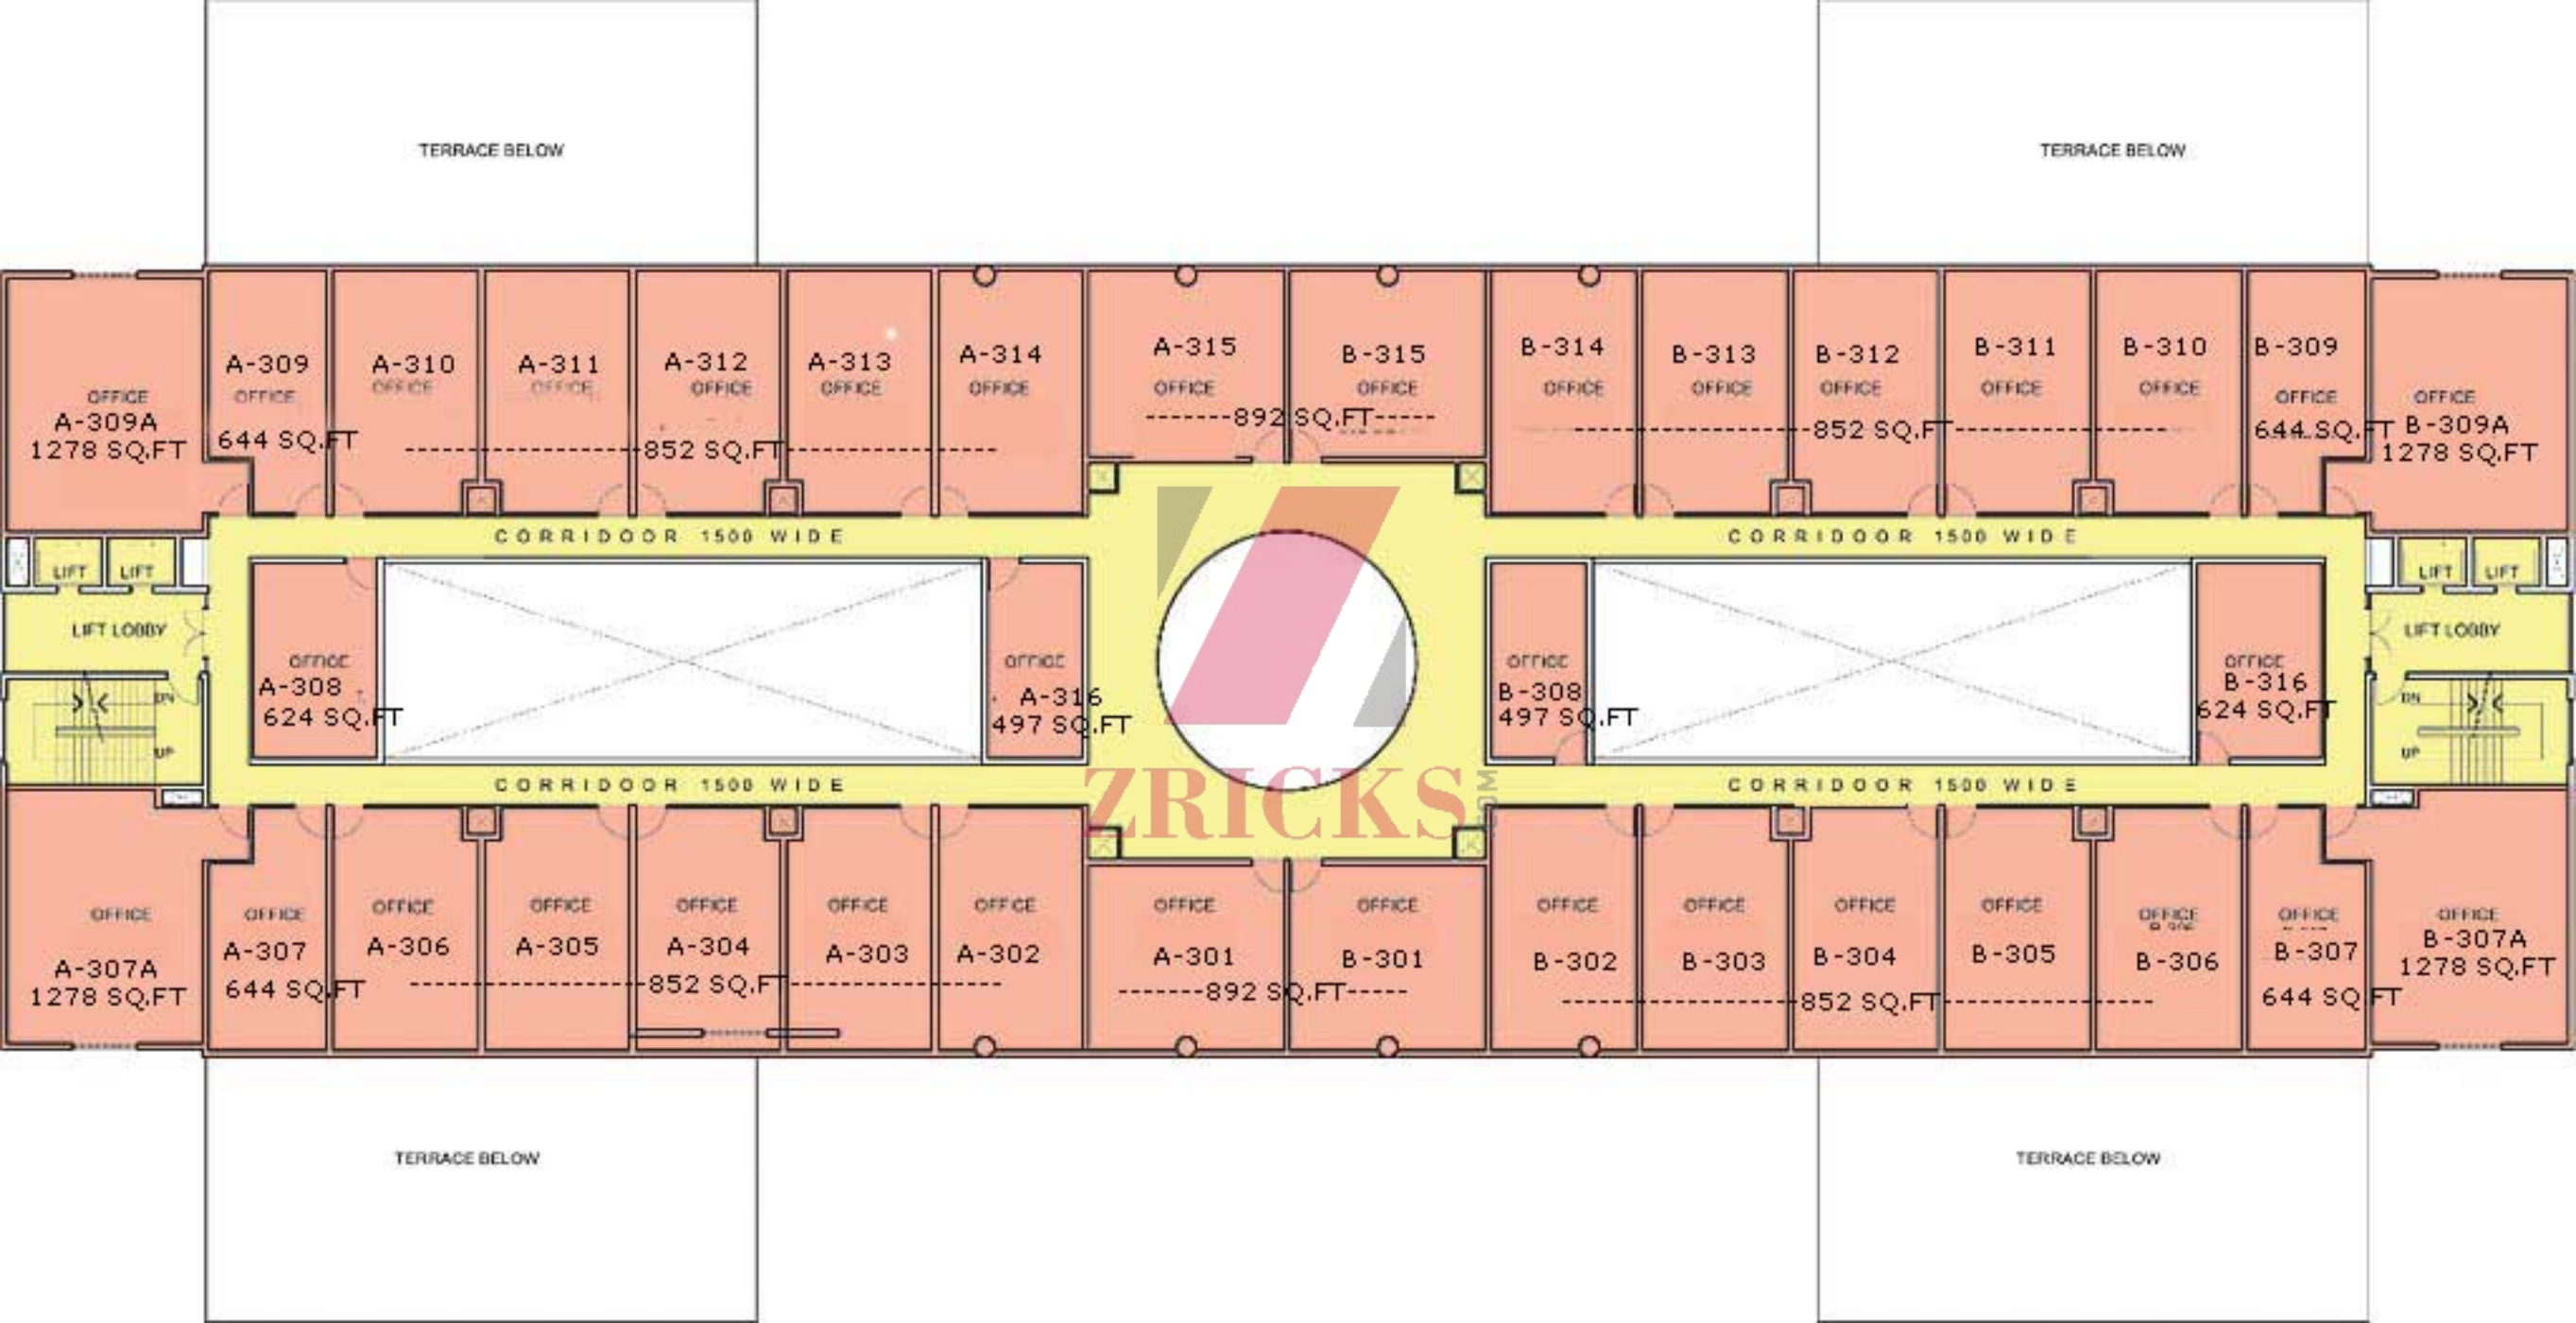 TERRACE BELOW
TERRACE BELOW
OFFICE
A-309A
1278 SQ.FT
A-309
OFFICE
644 SQ.FT
A-310
OFFICE
A-311
OFFICE
A-312
OFFICE
A-313
OFFICE
A-314
OFFICE
------------------852 SQ.FT------------------
A-315
OFFICE
B-315
OFFICE
-------892 SQ.FT-----
B-314
OFFICE
B-313
OFFICE
B-312
OFFICE
B-311
OFFICE
B-310
OFFICE
------------------852 SQ.FT------------------
B-309
OFFICE
644 SQ.FT
OFFICE
B-309A
1278 SQ.FT
CORRIDOOR 1500 WIDE
CORRIDOOR 1500 WIDE
LIFT
LIFT
LIFT LOBBY
DN
UP
OFFICE
A-308
624 SQ.FT
OFFICE
A-316
497 SQ.FT
OFFICE
B-308
497 SQ.FT
OFFICE
B-316
624 SQ.FT
LIFT
LIFT
LIFT LOBBY
DN
UP
CORRIDOOR 1500 WIDE
CORRIDOOR 1500 WIDE
ZRICKS
.COM
OFFICE
A-307A
1278 SQ.FT
OFFICE
A-307
644 SQ.FT
OFFICE
A-306
OFFICE
A-305
OFFICE
A-304
OFFICE
A-303
OFFICE
A-302
------------------852 SQ.FT------------------
OFFICE
A-301
OFFICE
B-301
-------892 SQ.FT-----
OFFICE
B-302
OFFICE
B-303
OFFICE
B-304
OFFICE
B-305
OFFICE
B-306
------------------852 SQ.FT------------------
OFFICE
B-307
644 SQ.FT
OFFICE
B-307A
1278 SQ.FT
TERRACE BELOW
TERRACE BELOW